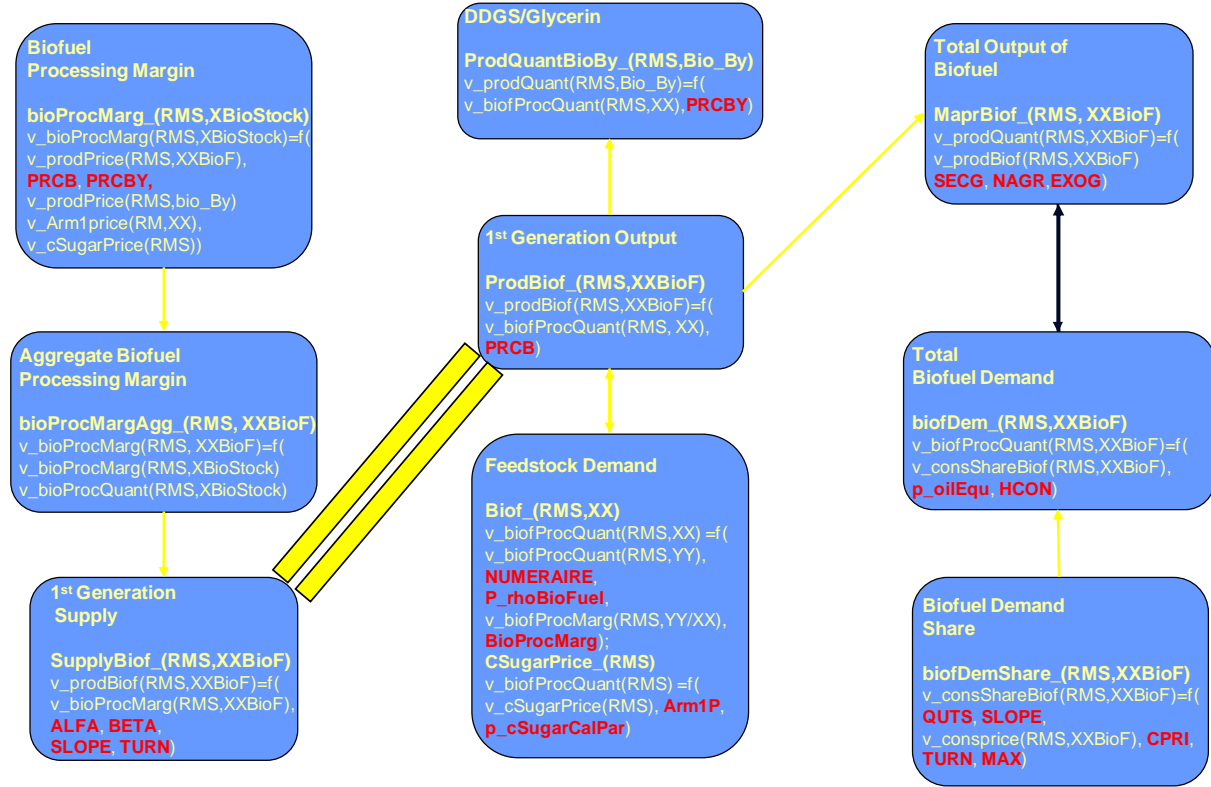 Biofuel
Processing Margin
bioProcMarg_(RMS,XBioStock)
v_bioProcMarg(RMS,XBioStock)=f(
v_prodPrice(RMS,XXBioF),
PRCB, PRCBY,
v_prodPrice(RMS,bio_By)
v_Arm1price(RM,XX),
v_cSugarPrice(RMS))
Aggregate Biofuel
Processing Margin
bioProcMargAgg_(RMS, XXBioF)
v_bioProcMarg(RMS, XXBioF)=f(
v_bioProcMarg(RMS,XBioStock)
v_bioProcQuant(RMS,XBioStock)
1st Generation
Supply
SupplyBiof_(RMS,XXBioF)
v_prodBiof(RMS,XXBioF)=f(
v_bioProcMarg(RMS,XXBioF),
ALFA, BETA,
SLOPE, TURN)
DDGS/Glycerin
ProdQuantBioBy_(RMS,Bio_By)
v_prodQuant(RMS,Bio_By)=f(
v_biofProcQuant(RMS,XX),PRCBY)
1st Generation Output
ProdBiof_(RMS,XXBioF)
v_prodBiof(RMS,XXBioF)=f(
v_biofProcQuant(RMS, XX),
PRCB)
Feedstock Demand
Biof_(RMS,XX)
v_biofProcQuant(RMS,XX) =f(
v_biofProcQuant(RMS,YY),
NUMERAIRE,
P_rhoBioFuel,
v_biofProcMarg(RMS,YY/XX),
BioProcMarg);
CSugarPrice_(RMS)
v_biofProcQuant(RMS) =f(
v_cSugarPrice(RMS), Arm1P,
p_cSugarCalPar)
Total Output of
Biofuel
MaprBiof_(RMS, XXBioF)
v_prodQuant(RMS,XXBioF)=f(
v_prodBiof(RMS,XXBioF)
SECG, NAGR,EXOG)
Total
Biofuel Demand
biofDem_(RMS,XXBioF)
v_biofProcQuant(RMS,XXBioF)=f(
v_consShareBiof(RMS,XXBioF),
p_oilEqu, HCON)
Biofuel Demand
Share
biofDemShare_(RMS,XXBioF)
v_consShareBiof(RMS,XXBioF)=f(
QUTS, SLOPE,
v_consprice(RMS,XXBioF), CPRI,
TURN, MAX)